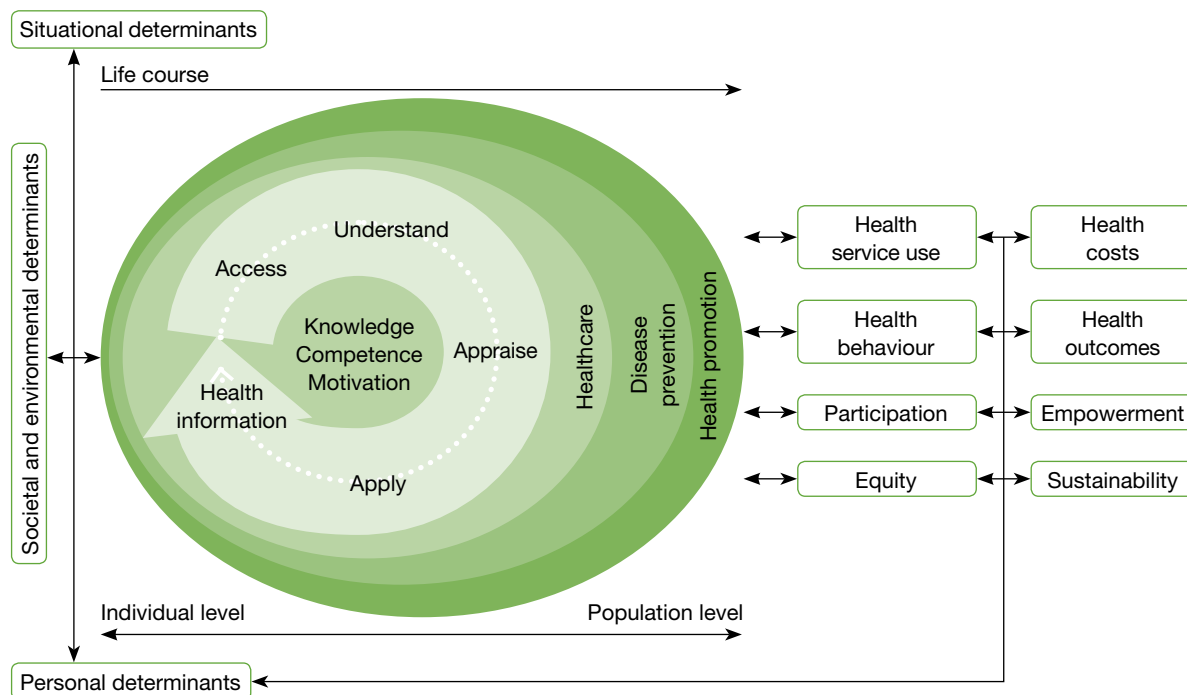 Situational determinants
Life course
Societal and environmental determinants
Understand
Access
Knowledge
Competence
Motivation
Appraise
Health
information
Apply
Healthcare
Disease
prevention
Health promotion
Health
service use
Health
costs
Health
behaviour
Health
outcomes
Participation
Empowerment
Equity
Sustainability
Individual level
Population level
Personal determinants